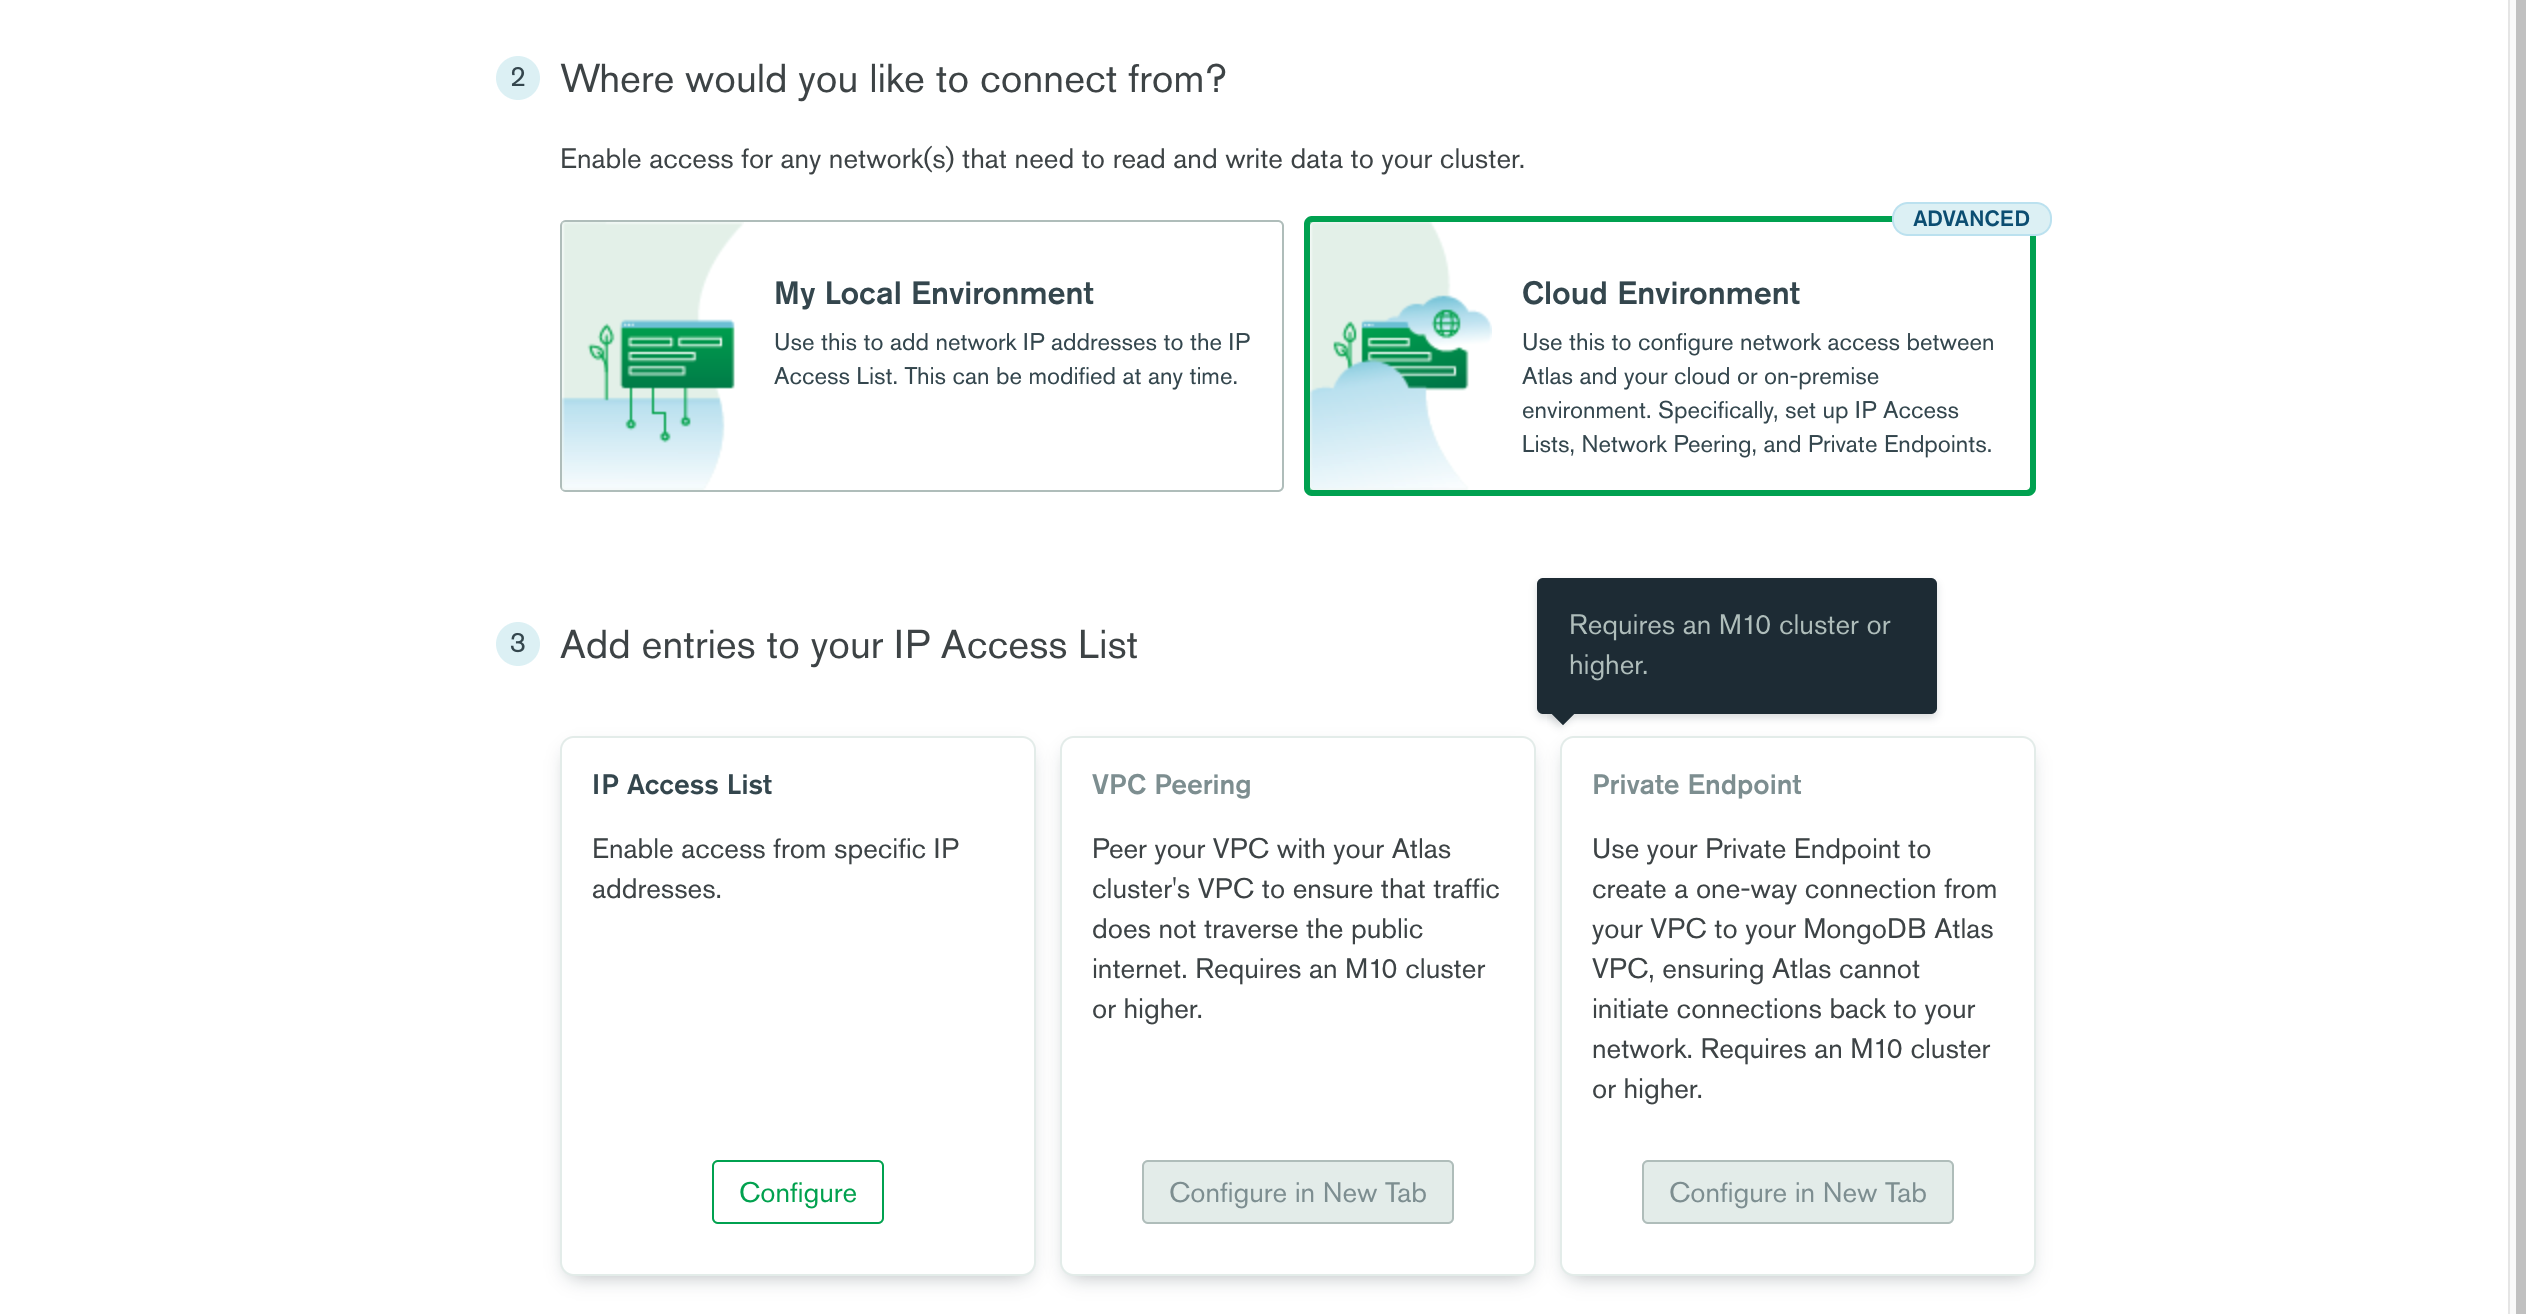 2
Where would you like to connect from?
Enable access for any network(s) that need to read and write data to your cluster.
My Local Environment
Use this to add network IP addresses to the IP
Access List. This can be modified at any time.
ADVANCED
Cloud Environment
Use this to configure network access between
Atlas and your cloud or on-premise
environment. Specifically, set up IP Access
Lists, Network Peering, and Private Endpoints.
3
Add entries to your IP Access List
Requires an M10 cluster or
higher.
IP Access List
Enable access from specific IP
addresses.
Configure
VPC Peering
Peer your VPC with your Atlas
cluster's VPC to ensure that traffic
does not traverse the public
internet. Requires an M10 cluster
or higher.
Configure in New Tab
Private Endpoint
Use your Private Endpoint to
create a one-way connection from
your VPC to your MongoDB Atlas
VPC, ensuring Atlas cannot
initiate connections back to your
network. Requires an M10 cluster
or higher.
Configure in New Tab